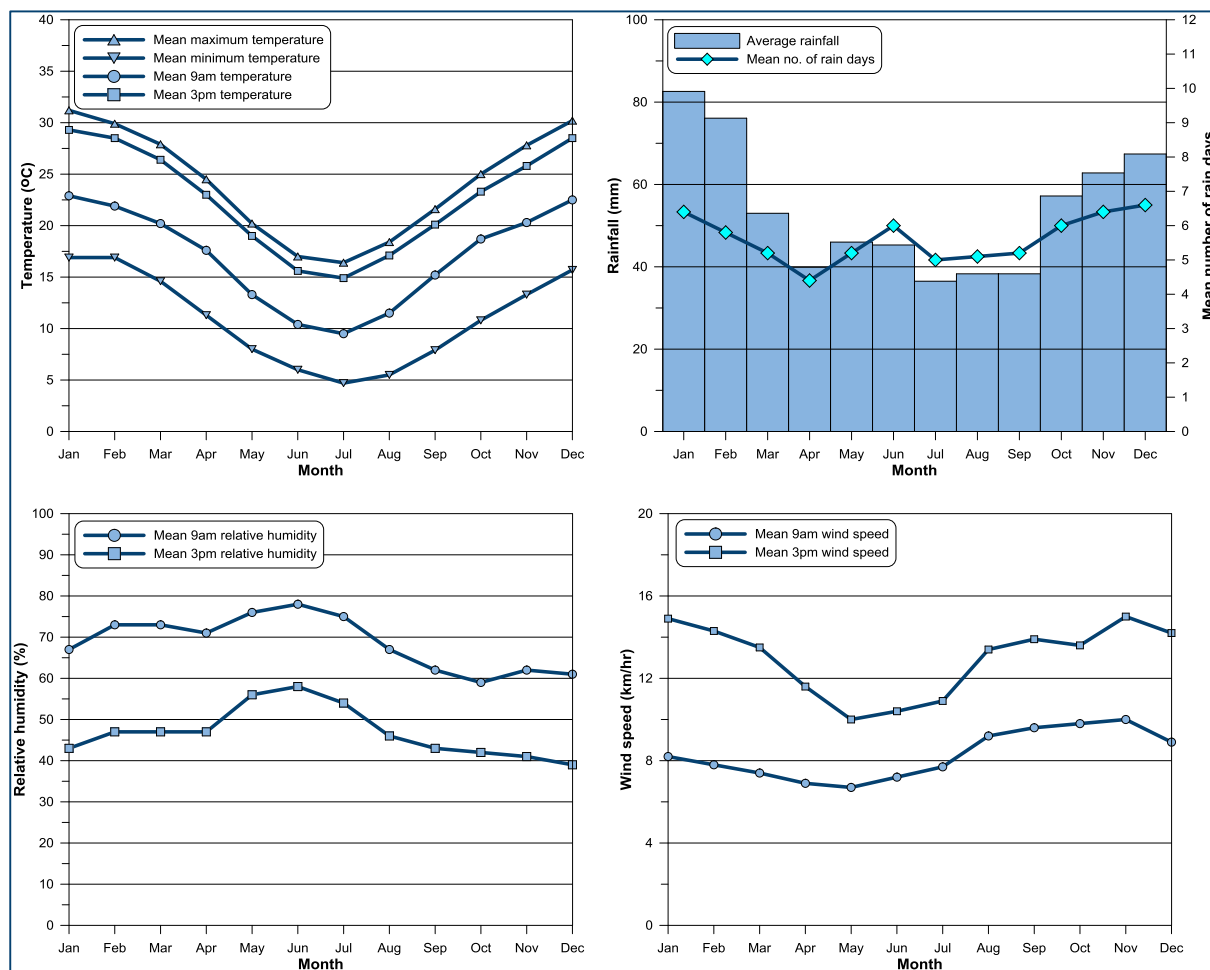 40
35
30
25
20
15
10
5
0
Temperature (ºC)
Mean maximum temperature
Mean minimum temperature
Mean 9am temperature
Mean 3pm temperature
Jan Feb Mar Apr May Jun Jul Aug Sep Oct Nov Dec
Month
100
80
60
40
20
0
Rainfall (mm)
Average rainfall
Mean no. of rain days
12
11
10
9
8
7
6
5
4
3
2
1
0
Mean number of rain days
Jan Feb Mar Apr May Jun Jul Aug Sep Oct Nov Dec
Month
100
90
80
70
60
50
40
30
20
10
0
Relative humidity (%)
Mean 9am relative humidity
Mean 3pm relative humidity
Jan Feb Mar Apr May Jun Jul Aug Sep Oct Nov Dec
Month
20
16
12
8
4
0
Wind speed (km/hr)
Mean 9am wind speed
Mean 3pm wind speed
Jan Feb Mar Apr May Jun Jul Aug Sep Oct Nov Dec
Month